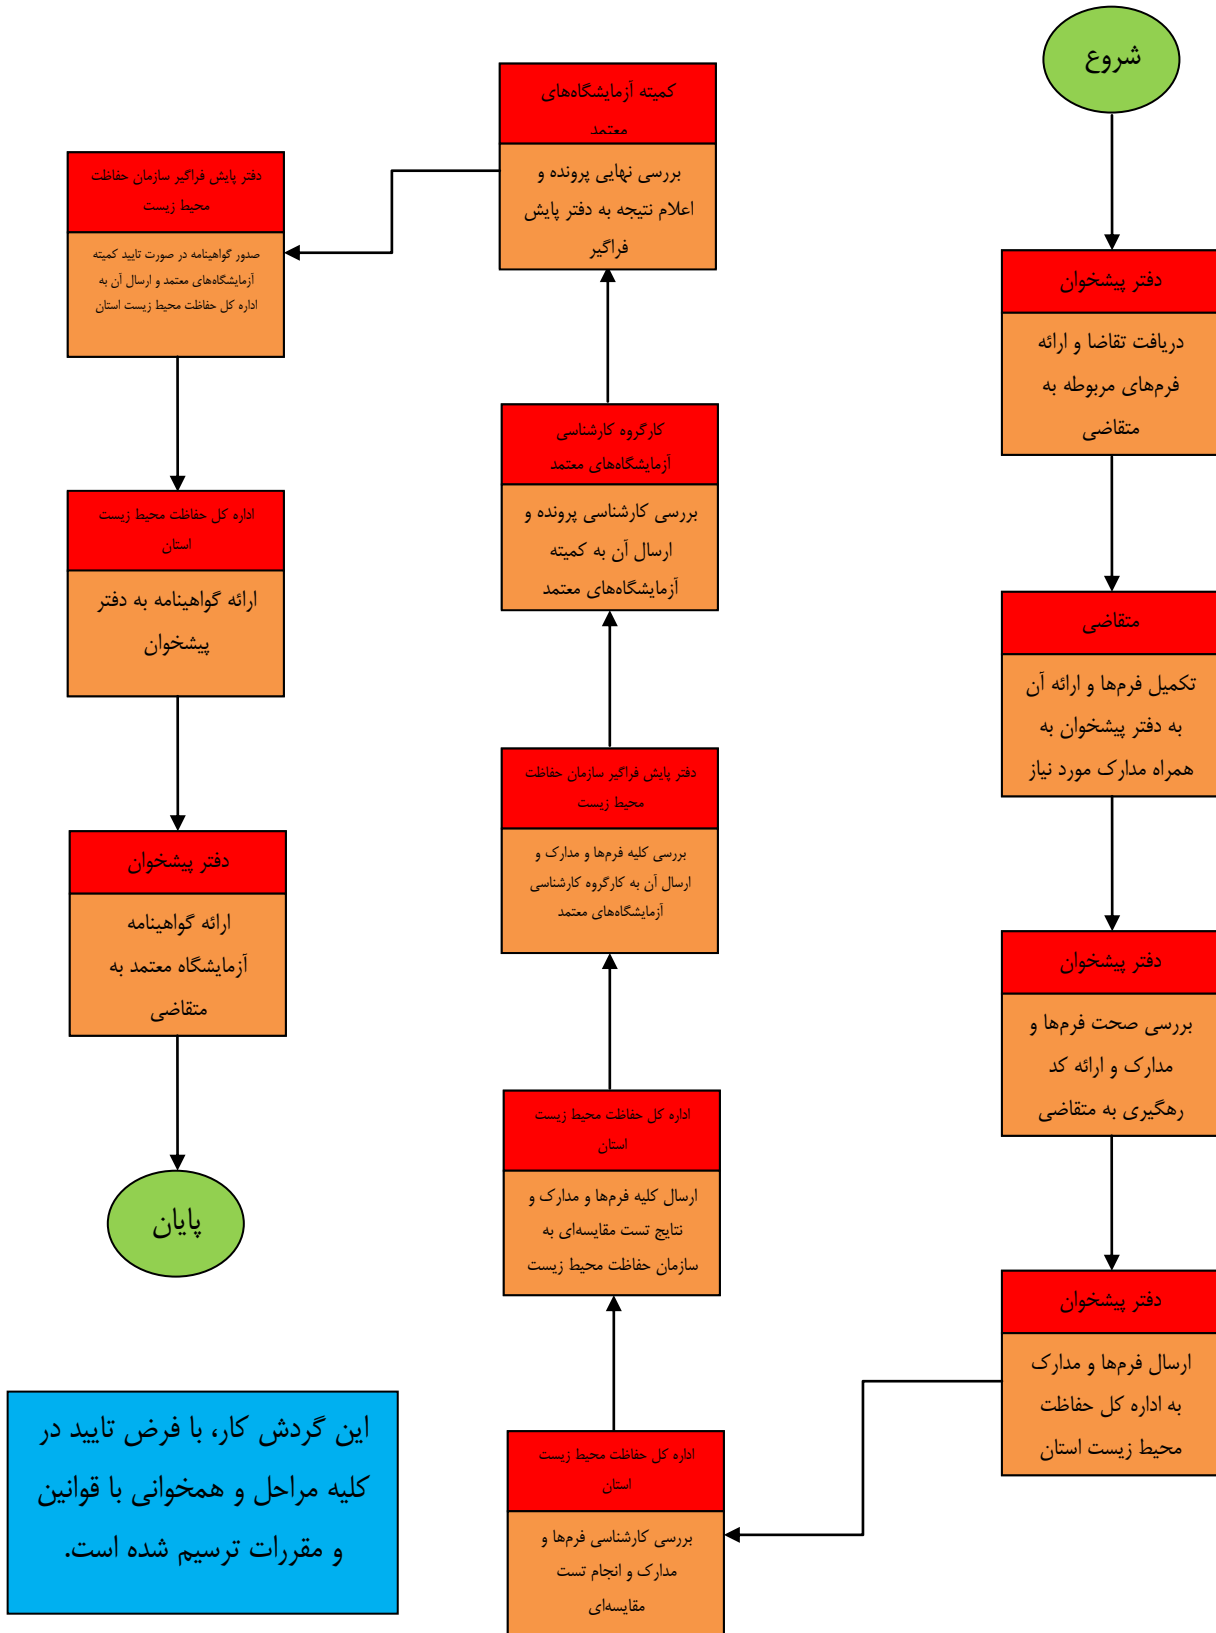 شروع
دفتر پیشخوان
دریافت تقاضا و ارائه
فرم‌های مربوطه به
متقاضی
متقاضی
تکمیل فرم‌ها و ارائه آن
به دفتر پیشخوان به
همراه مدارک مورد نیاز
دفتر پیشخوان
بررسی صحت فرم‌ها و
مدارک و ارائه کد
رهگیری به متقاضی
دفتر پیشخوان
ارسال فرم‌ها و مدارک
به اداره کل حفاظت
محیط زیست استان
اداره کل حفاظت محیط زیست
استان
بررسی کارشناسی فرم‌ها و
مدارک و انجام تست
مقایسه‌ای
اداره کل حفاظت محیط زیست
استان
ارسال کلیه فرم‌ها و مدارک و
نتایج تست مقایسه‌ای به
سازمان حفاظت محیط زیست
دفتر پایش فراگیر سازمان حفاظت
محیط زیست
بررسی کلیه فرم‌ها و مدارک و
ارسال آن به کارگروه کارشناسی
آزمایشگاه‌های معتمد
کارگروه کارشناسی
آزمایشگاه‌های معتمد
بررسی کارشناسی پرونده و
ارسال آن به کمیته
آزمایشگاه‌های معتمد
کمیته آزمایشگاه‌های
معتمد
بررسی نهایی پرونده و
اعلام نتیجه به دفتر پایش
فراگیر
دفتر پایش فراگیر سازمان حفاظت
محیط زیست
صدور گواهینامه در صورت تایید کمیته
آزمایشگاه‌های معتمد و ارسال آن به
اداره کل حفاظت محیط زیست استان
اداره کل حفاظت محیط زیست
استان
ارائه گواهینامه به دفتر
پیشخوان
دفتر پیشخوان
ارائه گواهینامه
آزمایشگاه معتمد به
متقاضی
پایان
این گردش کار، با فرض تایید در
کلیه مراحل و همخوانی با قوانین
و مقررات ترسیم شده است.